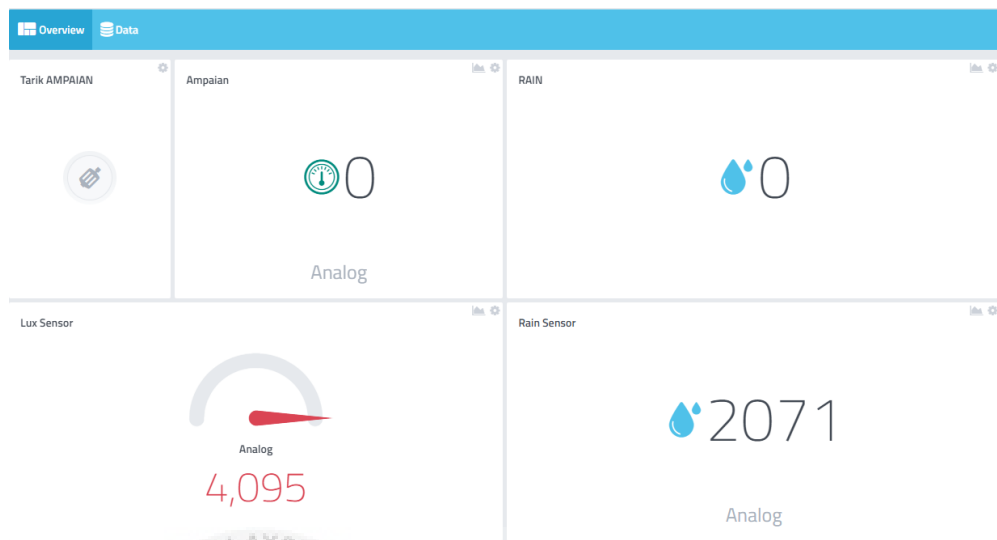 Overview
Data
Tarik AMPAIAN
Ampaian
0
Analog
RAIN
0
Lux Sensor
Analog
4,095
Rain Sensor
2071
Analog